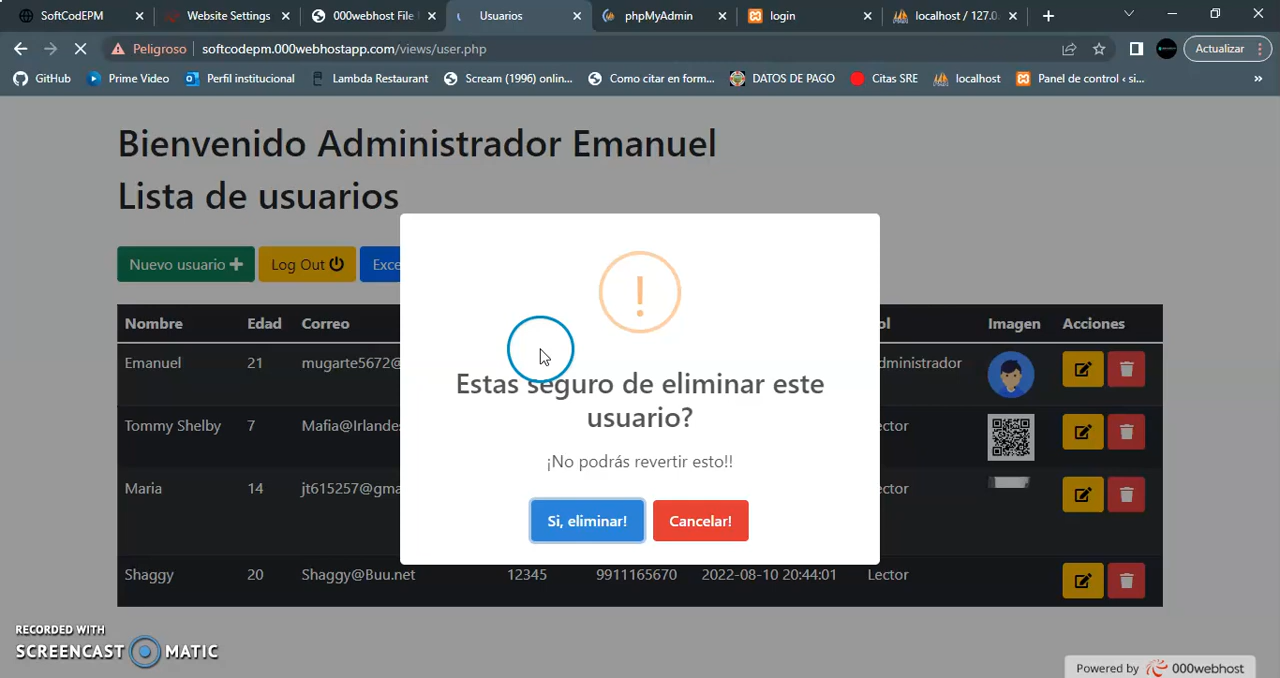 SoftCodEPM
Website Settings
000webhost File
Usuarios
phpMyAdmin
login
localhost / 127.0.
Peligroso
softcodepm.000webhostapp.com/views/user.php
Actualizar
GitHub
Prime Video
Perfil institucional
Lambda Restaurant
Scream (1996) onlin...
Como citar en form...
DATOS DE PAGO
Citas SRE
localhost
Panel de control ‹ si...
»
Bienvenido Administrador Emanuel
Lista de usuarios
Nuevo usuario
Log Out
Exce
Nombre Edad Correo ol Imagen Acciones
Emanuel 21 mugarte5672@ dministrador
Tommy Shelby 7 Mafia@Irlandes ector
Maria 14 jt615257@gma ector
Shaggy 20 Shaggy@Buu.net 12345 9911165670 2022-08-10 20:44:01 Lector
!
Estas seguro de eliminar este
usuario?
¡No podrás revertir esto!!
Si, eliminar!
Cancelar!
RECORDED WITH
SCREENCAST MATIC
Powered by 000webhost